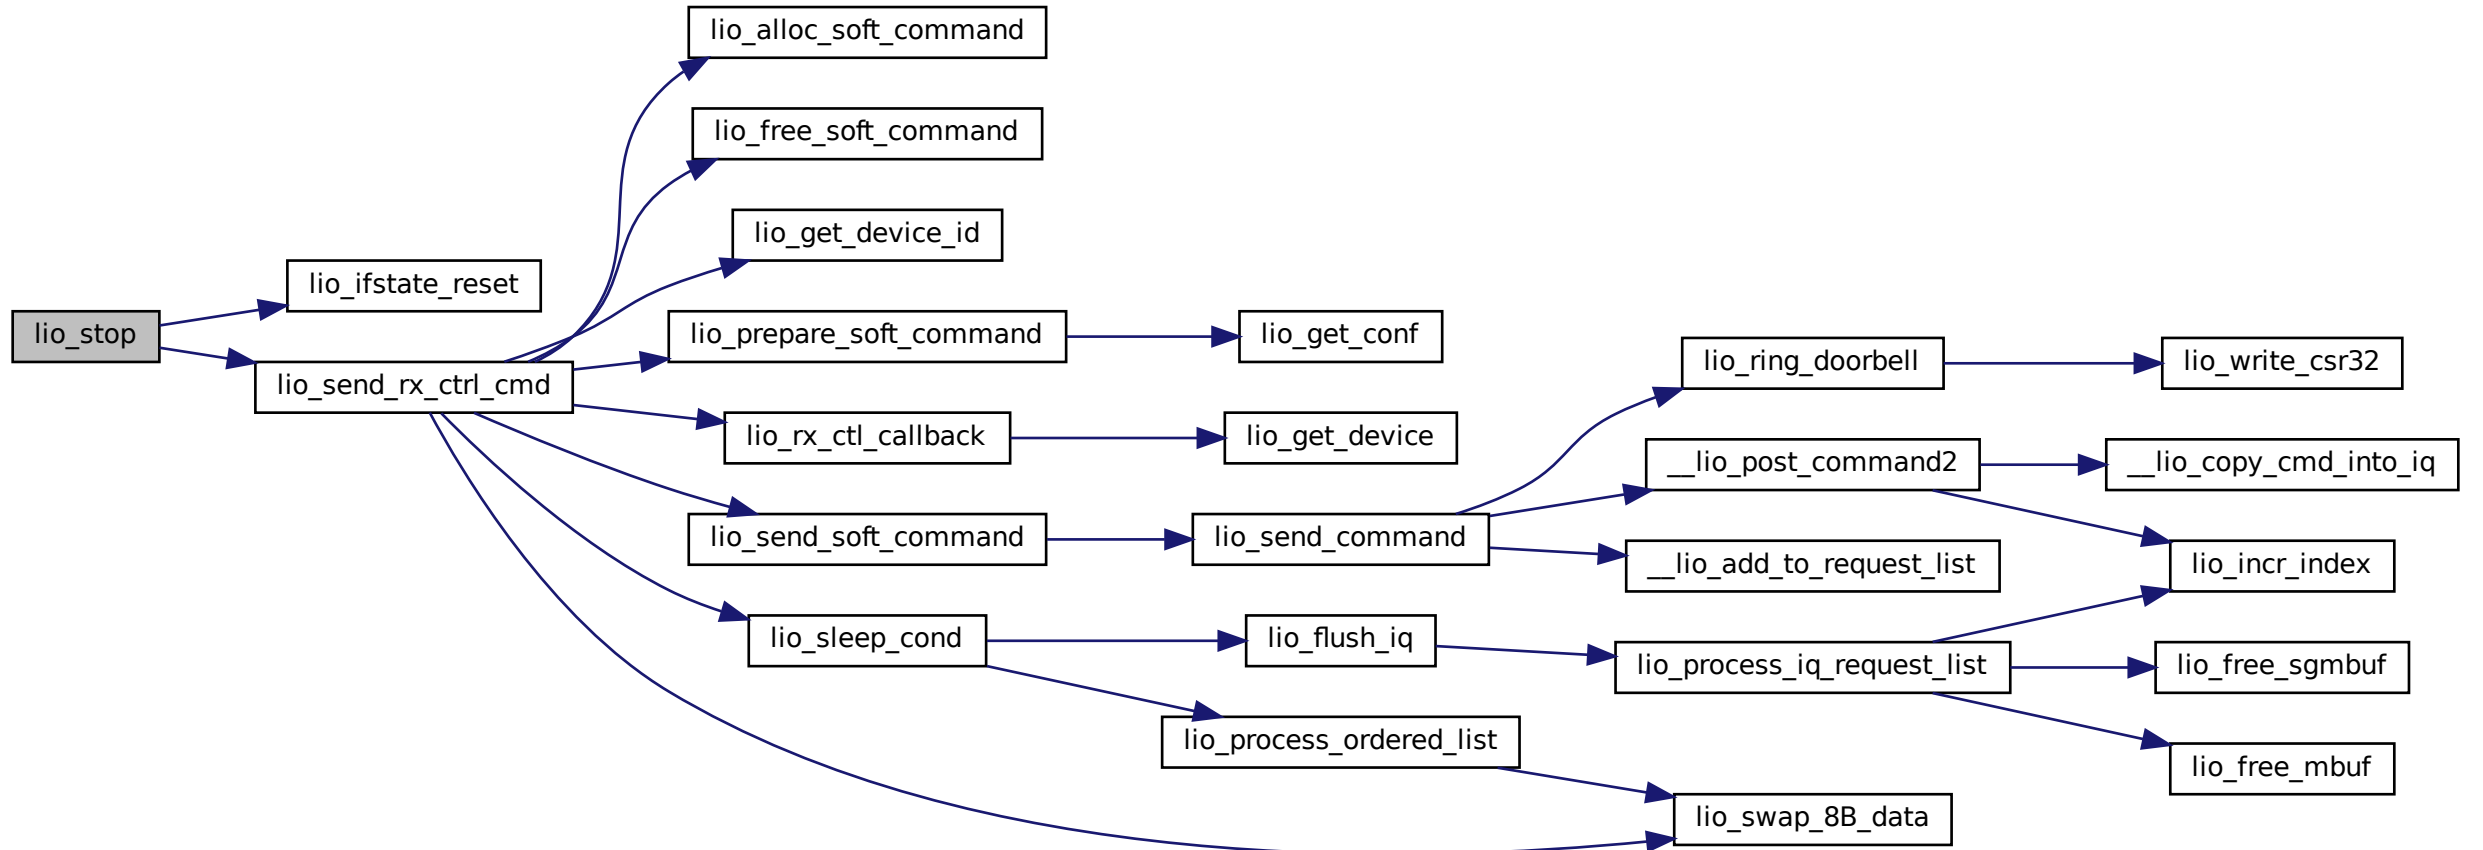 lio_alloc_soft_command
lio_free_soft_command
lio_get_device_id
lio_ifstate_reset
lio_stop
lio_prepare_soft_command
lio_get_conf
lio_send_rx_ctrl_cmd
lio_ring_doorbell
lio_write_csr32
lio_rx_ctl_callback
lio_get_device
__lio_post_command2
__lio_copy_cmd_into_iq
lio_send_soft_command
lio_send_command
__lio_add_to_request_list
lio_incr_index
lio_sleep_cond
lio_flush_iq
lio_process_iq_request_list
lio_free_sgmbuf
lio_process_ordered_list
lio_free_mbuf
lio_swap_8B_data